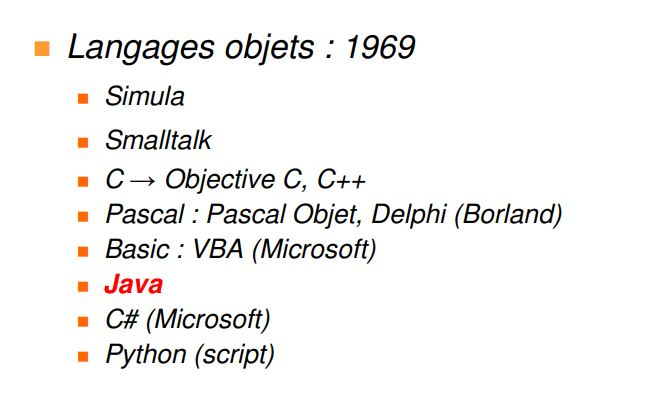 Langages objets : 1969
Simula
Smalltalk
C → Objective C, C++
Pascal : Pascal Objet, Delphi (Borland)
Basic : VBA (Microsoft)
Java
C# (Microsoft)
Python (script)